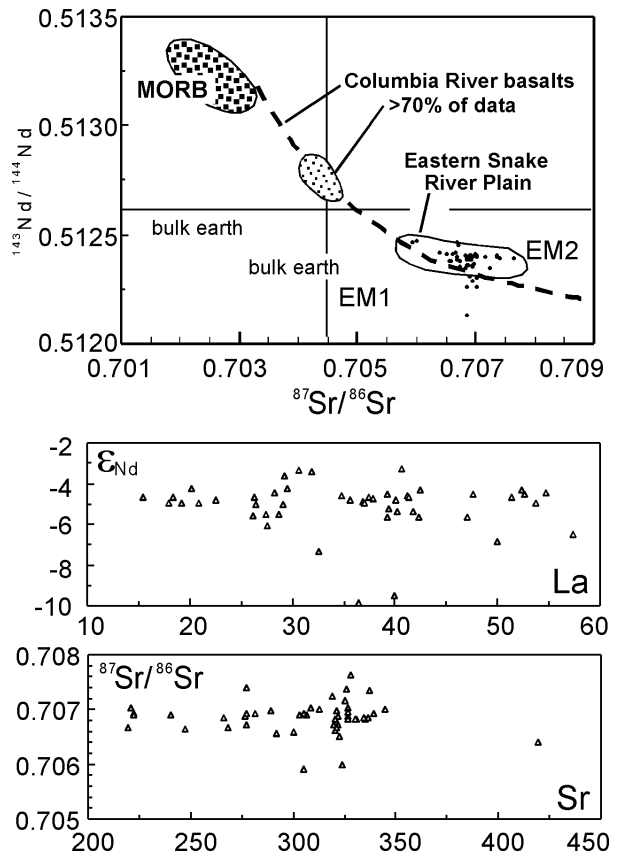 0.5135
0.5130
0.5125
0.5120
143Nd/144Nd
MORB
Columbia River basalts
>70% of data
Eastern Snake
River Plain
bulk earth
bulk earth
EM2
EM1
0.701 0.703 0.705 0.707 0.709
87Sr/86Sr
-2
-4
-6
-8
-10
εNd
La
10 20 30 40 50 60
0.708
0.707
0.706
0.705
87Sr/86Sr
Sr
200 250 300 350 400 450